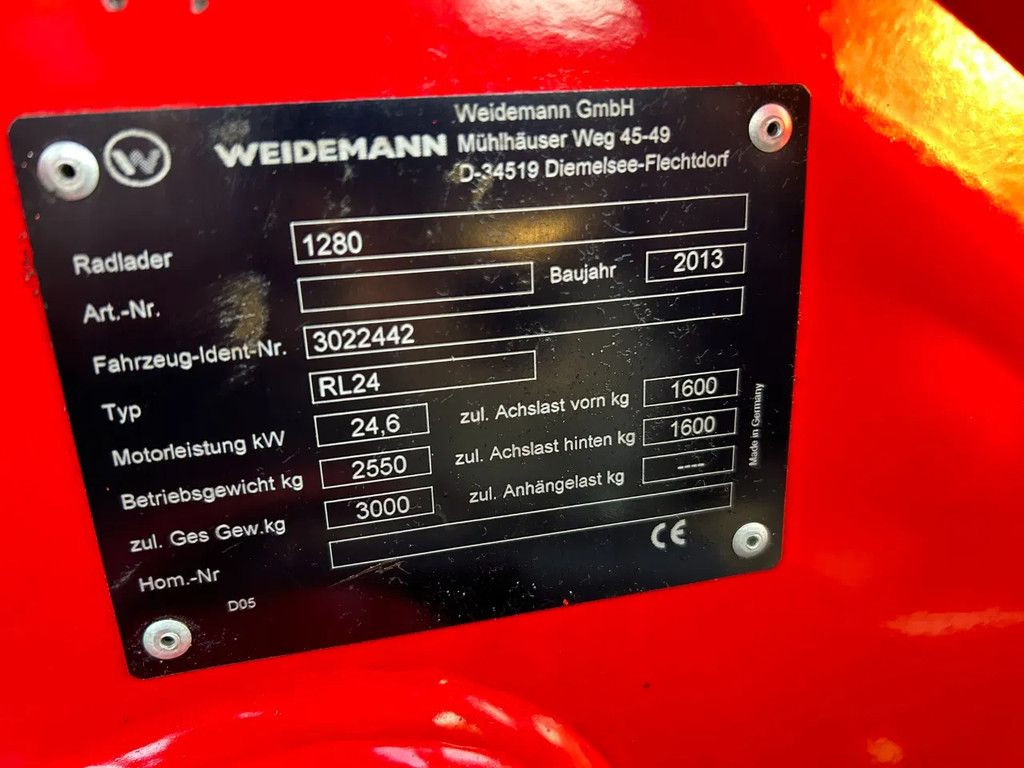 W WEIDEMANN
Weidemann GmbH
Mühlhäuser Weg 45-49
D-34519 Diemelsee-Flechtdorf
Radlader 1280
Art.-Nr. Baujahr 2013
Fahrzeug-Ident-Nr. 3022442
Typ RL24
Motorleistung kW 24,6 zul. Achslast vorn kg 1600
Betriebsgewicht kg 2550 zul. Achslast hinten kg 1600
zul. Ges Gew.kg 3000 zul. Anhängelast kg ----
Hom.-Nr
D05
CE
Made in Germany